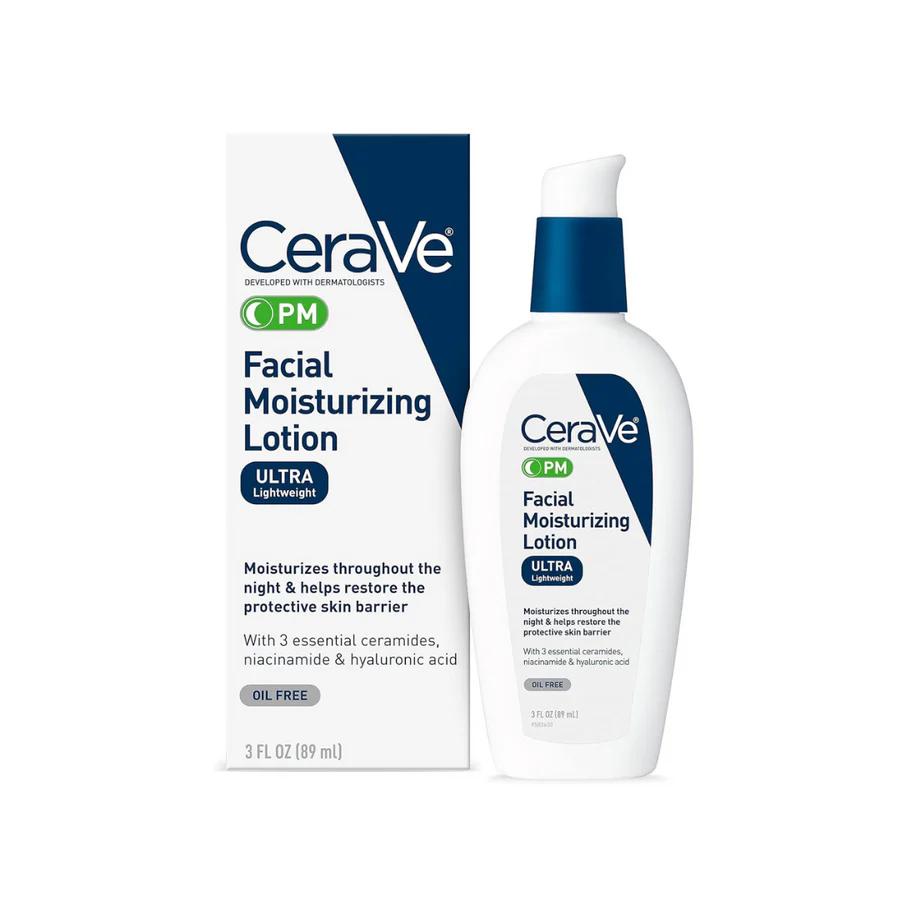 CeraVe®
DEVELOPED WITH DERMATOLOGISTS
PM
Facial
Moisturizing
Lotion
ULTRA
Lightweight
Moisturizes throughout the
night & helps restore the
protective skin barrier
With 3 essential ceramides,
niacinamide & hyaluronic acid
OIL FREE
3 FL OZ (89 ml)
CeraVe®
DEVELOPED WITH DERMATOLOGISTS
PM
Facial
Moisturizing
Lotion
ULTRA
Lightweight
Moisturizes throughout the
night & helps restore the
protective skin barrier
With 3 essential ceramides,
niacinamide & hyaluronic acid
OIL FREE
3 FL OZ (89 mL)